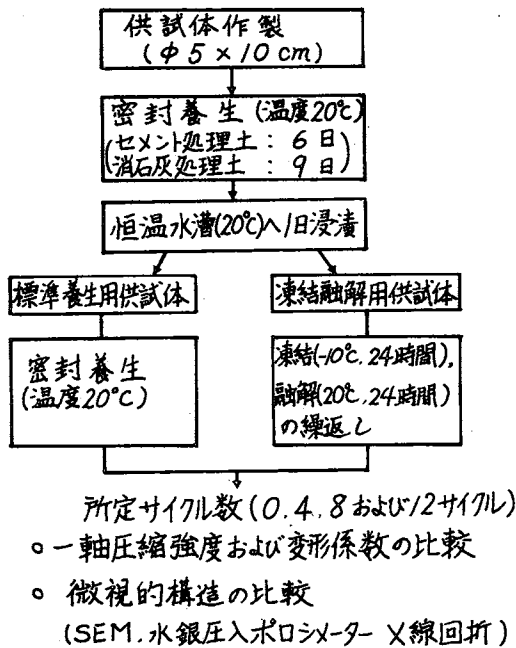 供試体作製
(φ5×10cm)
密封養生(温度20℃)
(セメント処理土: 6日
消石灰処理土: 9日)
恒温水漕(20℃)へ1日浸漬
標準養生用供試体
密封養生
(温度20°C)
凍結融解用供試体
凍結(-10℃,24時間),
融解(20℃,24時間)
の繰返し
所定サイクル数(0,4,8および12サイクル)
○一軸圧縮強度および変形係数の比較
○ 微視的構造の比較
(SEM,水銀圧入ポロシメーター X線回折)